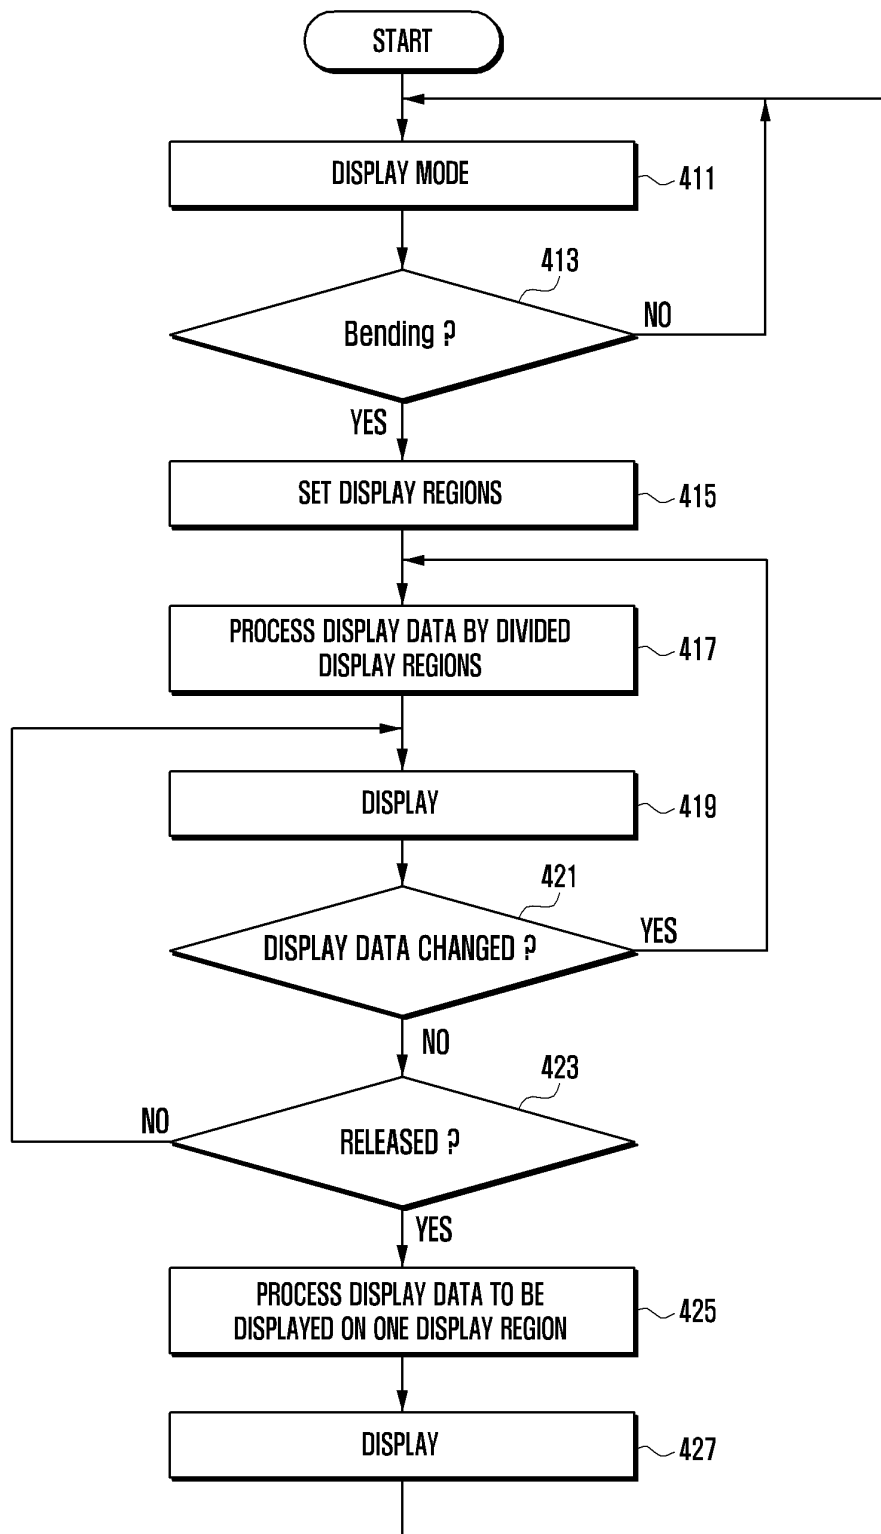 START
DISPLAY MODE
411
413
Bending ?
NO
YES
SET DISPLAY REGIONS
415
PROCESS DISPLAY DATA BY DIVIDED
DISPLAY REGIONS
417
DISPLAY
419
421
DISPLAY DATA CHANGED ?
YES
NO
423
NO
RELEASED ?
YES
PROCESS DISPLAY DATA TO BE
DISPLAYED ON ONE DISPLAY REGION
425
DISPLAY
427